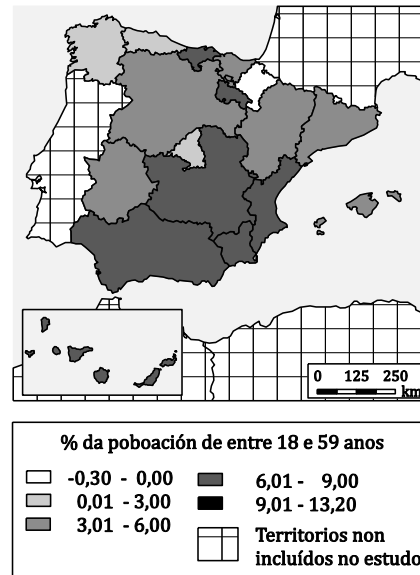 0 125 250
km
% da poboación de entre 18 e 59 anos
-0,30 - 0,00
0,01 - 3,00
3,01 - 6,00
6,01 - 9,00
9,01 - 13,20
Territorios non
incluídos no estudo